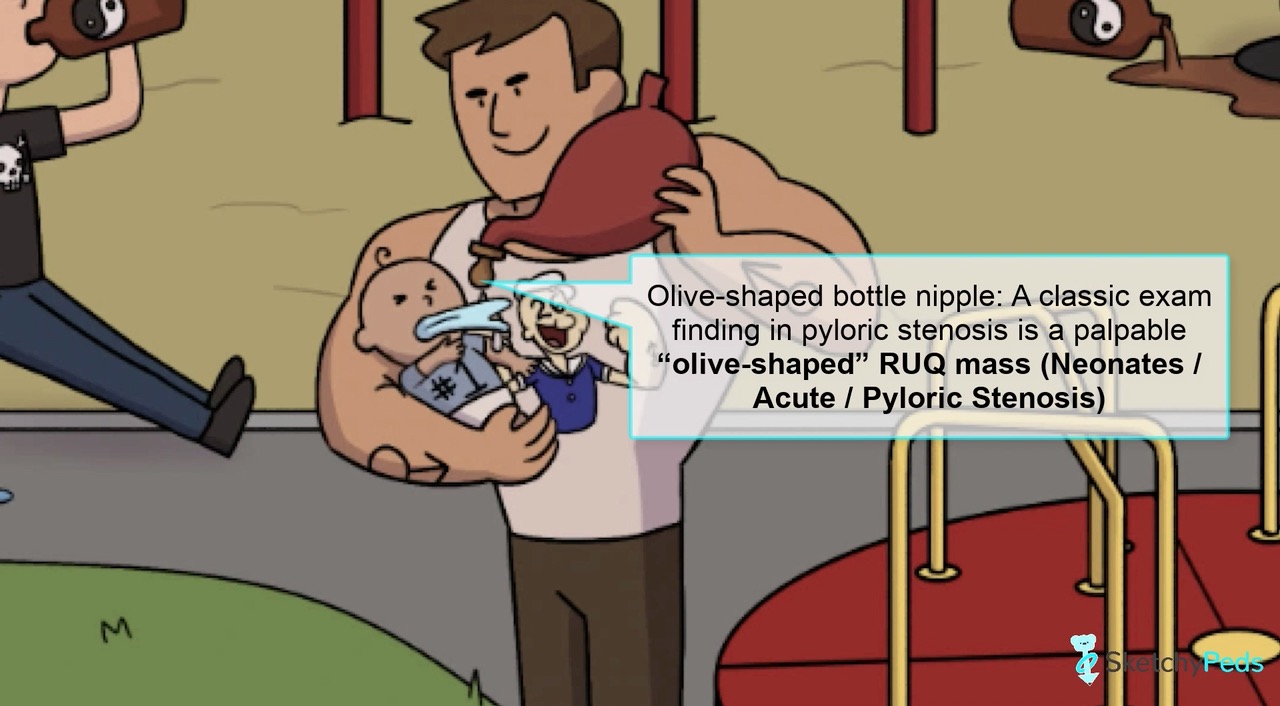 Olive-shaped bottle nipple: A classic exam
finding in pyloric stenosis is a palpable
“olive-shaped” RUQ mass (Neonates /
Acute / Pyloric Stenosis)
#1
SketchyPeds